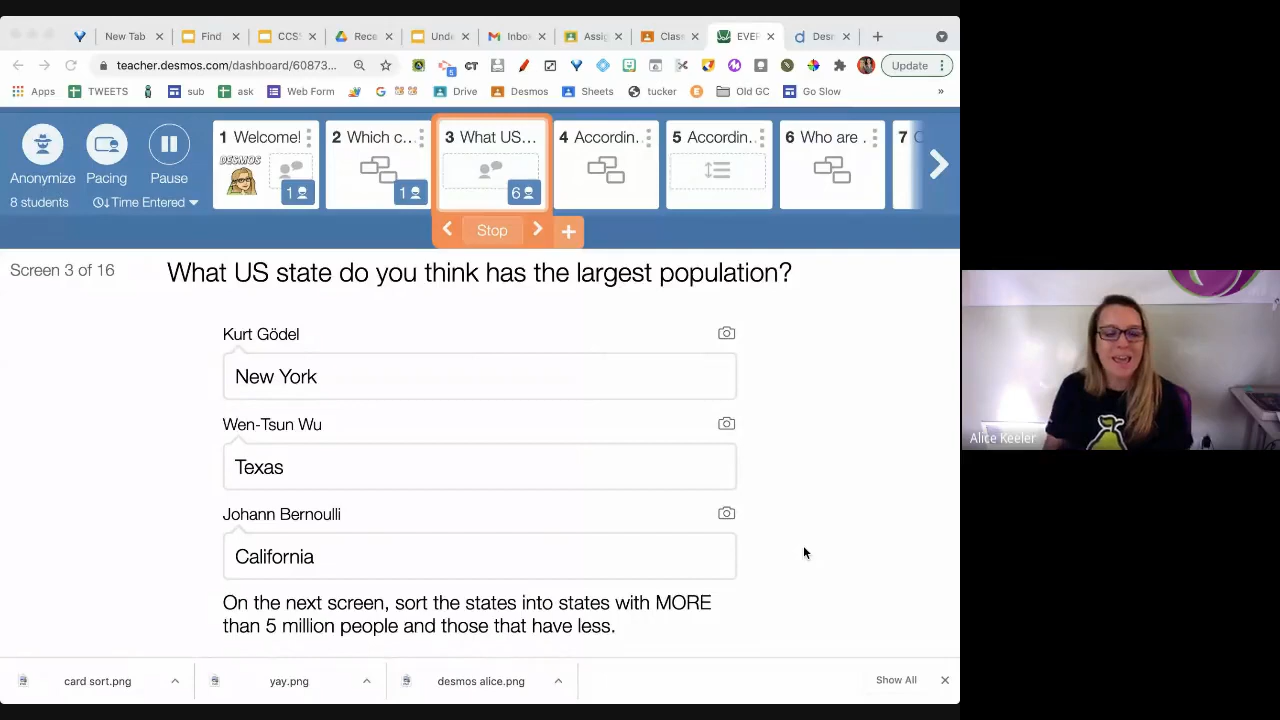 New Tab
Find
CCS
Rece
Unde
Inbo
Assig
Class
EVER
Desm
teacher.desmos.com/dashboard/60873...
5
CT
Update
Apps
TWEETS
sub
ask
Web Form
Drive
Desmos
Sheets
tucker
Old GC
Go Slow
»
Anonymize
Pacing
Pause
8 students
Time Entered
1 Welcome!
DESMOS
1
2 Which c...
1
3 What US...
6
4 Accordin.
5 Accordin..
6 Who are .
7
Stop
Screen 3 of 16
What US state do you think has the largest population?
Kurt Gödel
New York
Wen-Tsun Wu
Texas
Johann Bernoulli
California
On the next screen, sort the states into states with MORE
than 5 million people and those that have less.
card sort.png
yay.png
desmos alice.png
Show All
Alice Keeler